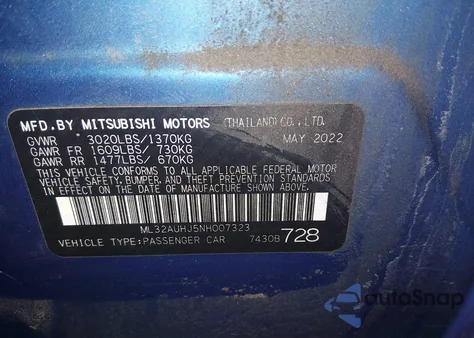 MFD.BY MITSUBISHI MOTORS (THAILAND)CO.,LTD.
GVWR 3020LBS/1370KG MAY 2022
GAWR FR 1609LBS/ 730KG
GAWR RR 1477LBS/ 670KG
THIS VEHICLE CONFORMS TO ALL APPLICABLE FEDERAL MOTOR
VEHICLE SAFETY, BUMPER, AND THEFT PREVENTION STANDARDS
IN EFFECT ON THE DATE OF MANUFACTURE SHOWN ABOVE.
ML32AUHJ5NH007323
VEHICLE TYPE:PASSENGER CAR 7430B 728
autoSnap